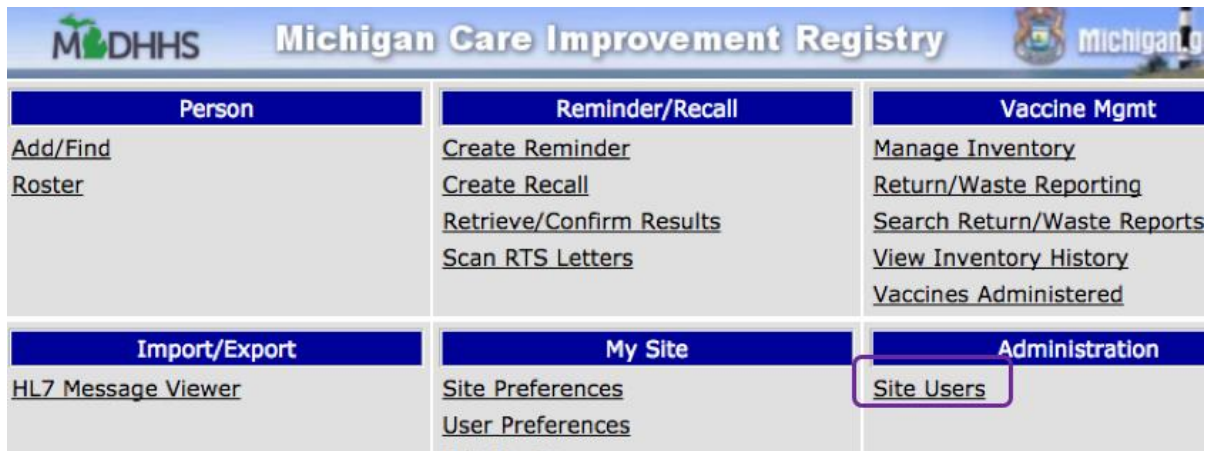 MDHHS Michigan Care Improvement Registry Michigan.g
Person
Add/Find
Roster
Reminder/Recall
Create Reminder
Create Recall
Retrieve/Confirm Results
Scan RTS Letters
Vaccine Mgmt
Manage Inventory
Return/Waste Reporting
Search Return/Waste Reports
View Inventory History
Vaccines Administered
Import/Export
HL7 Message Viewer
My Site
Site Preferences
User Preferences
Administration
Site Users